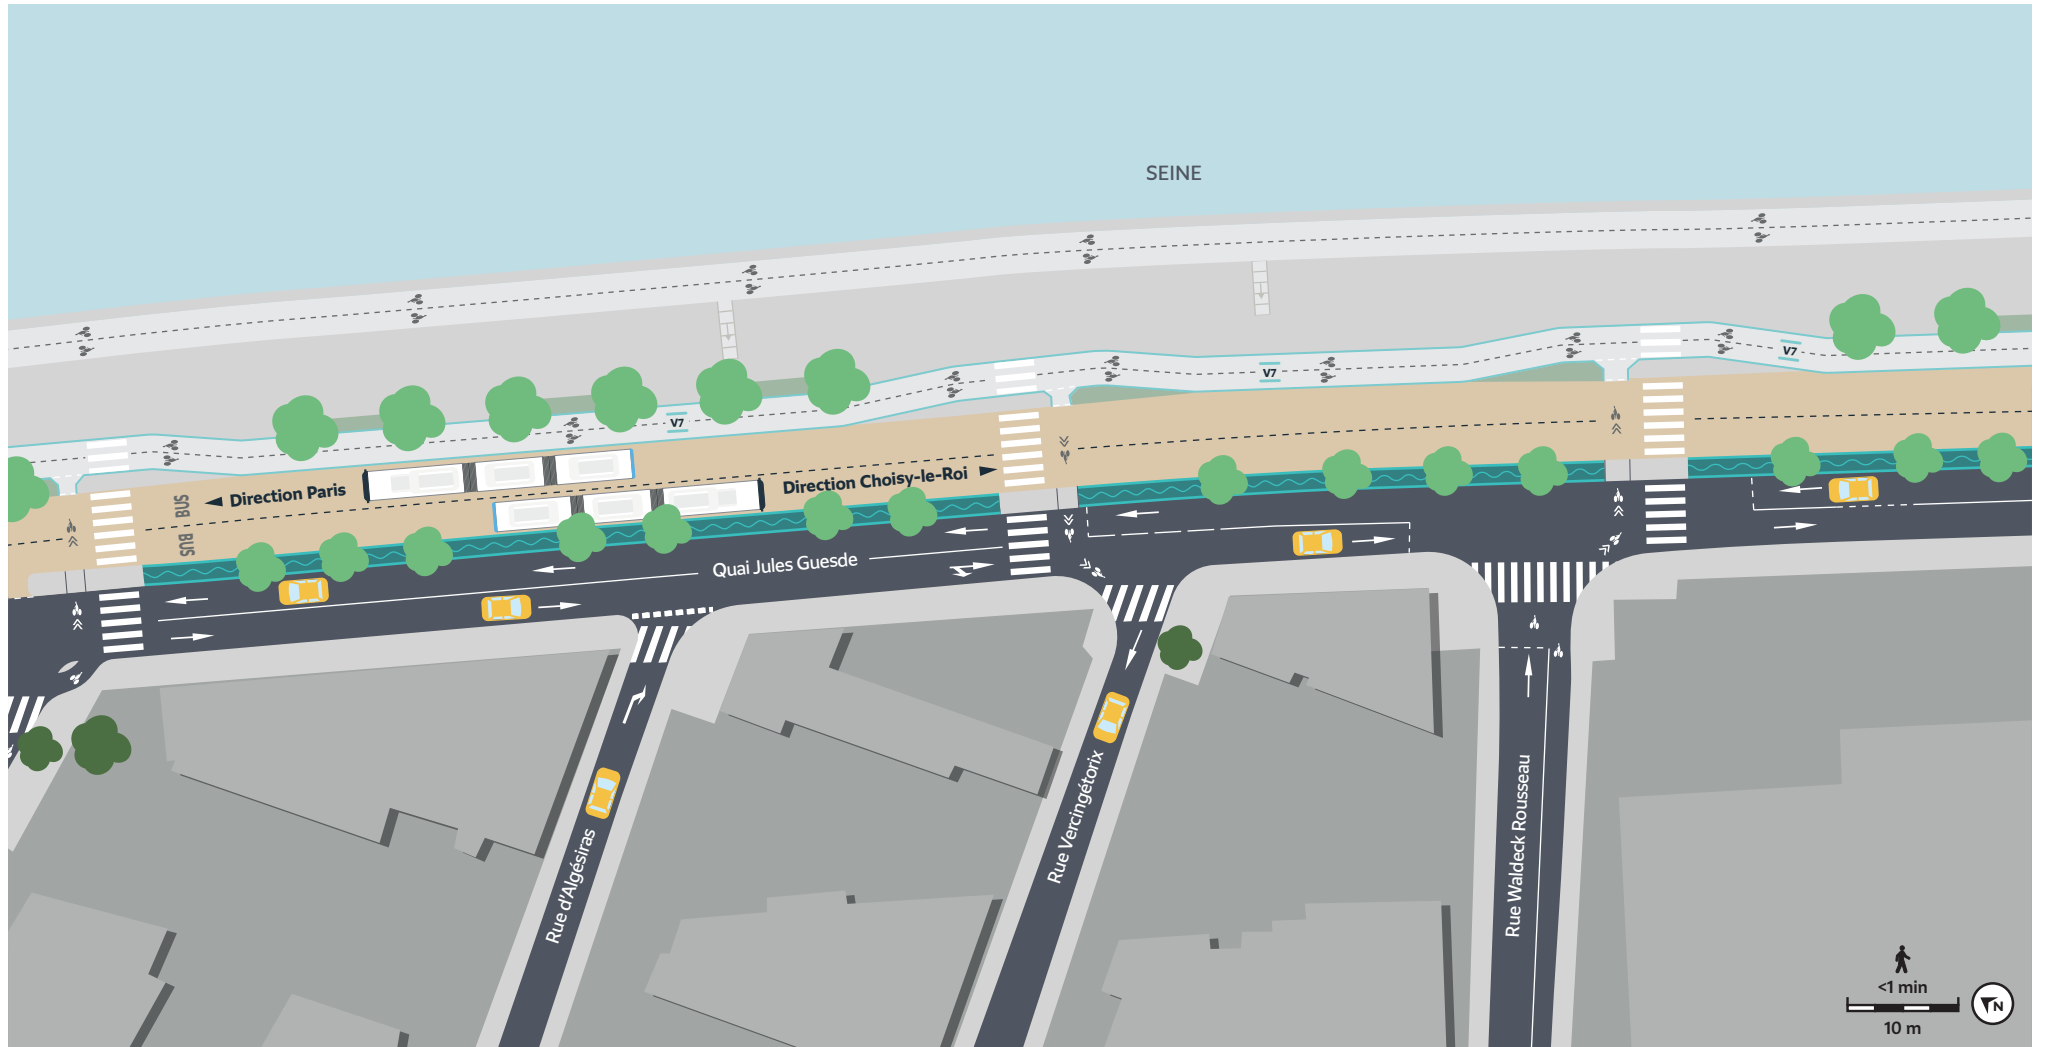 SEINE
V7
V7
V7
BUS
BUS
Direction Paris
Direction Choisy-le-Roi
Quai Jules Guesde
Rue d'Algésiras
Rue Vercingétorix
Rue Waldeck Rousseau
<1 min
10 m
N